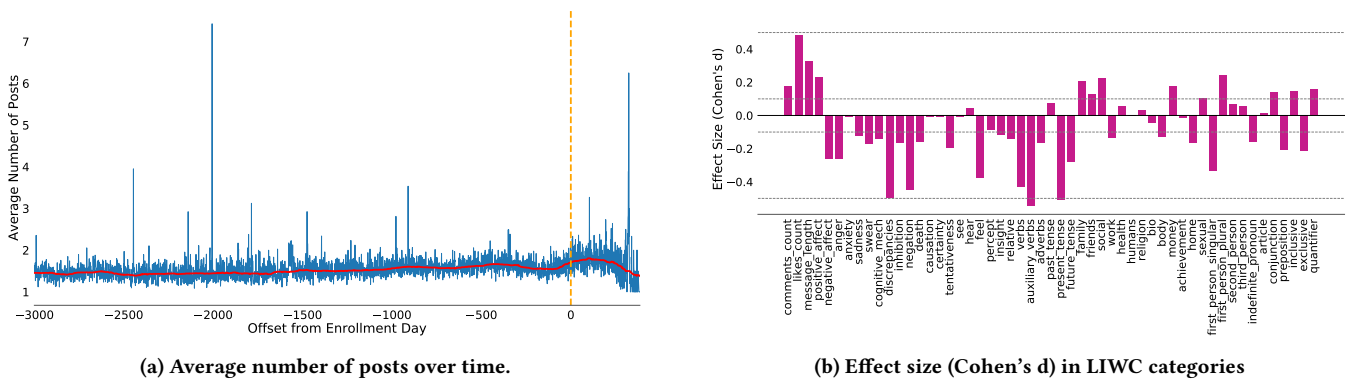 7
6
5
4
3
2
1
Average Number of Posts
−3000
−2500
−2000
−1500
−1000
−500
0
Offset from Enrollment Day
(a) Average number of posts over time.
0.4
0.2
0.0
−0.2
−0.4
Effect Size (Cohen's d)
comments_count
likes_count
message_length
positive_affect
negative_affect
anger
anxiety
sadness
swear
cognitive_mech
discrepancies
inhibition
negation
death
causation
certainty
tentativeness
see
hear
feel
percept
insight
relative
verbs
auxiliary_verbs
adverbs
past_tense
present_tense
future_tense
family
friends
social
work
health
humans
religion
bio
body
money
achievement
home
sexual
first_person_singular
first_person_plural
second_person
third_person
indefinite_pronoun
article
conjunction
preposition
inclusive
exclusive
quantifier
(b) Effect size (Cohen's d) in LIWC categories